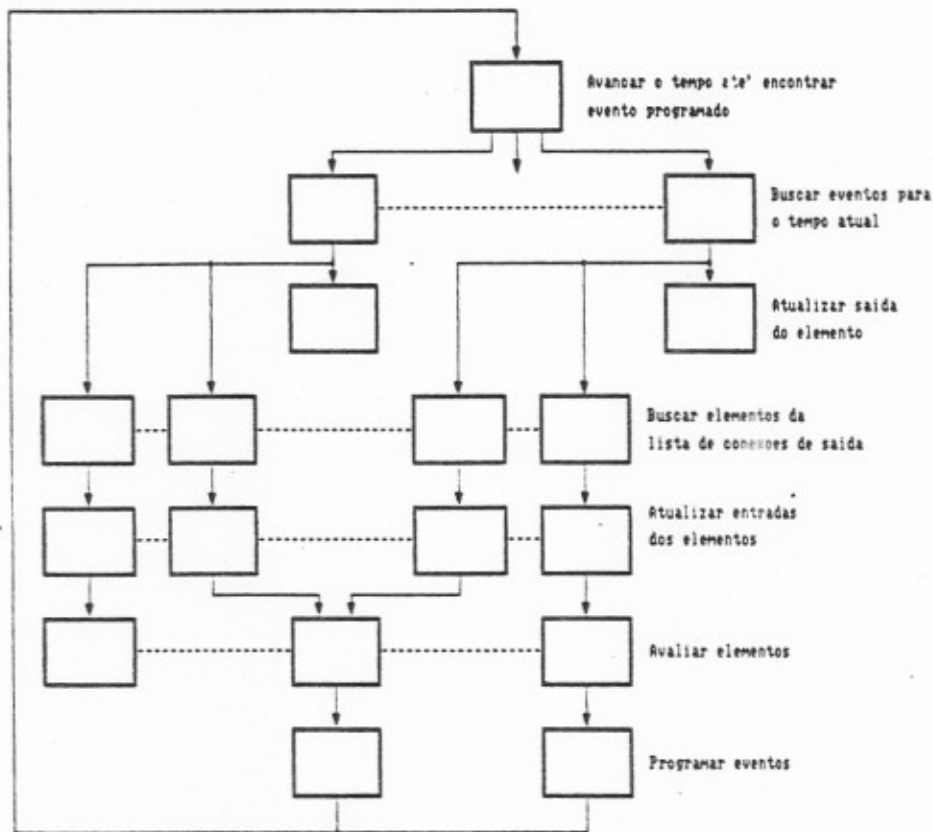 Avancar o tempo ate' encontrar
evento programado
Buscar eventos para
o tempo atual
Atualizar saida
do elemento
Buscar elementos da
lista de conexoes de saida
Atualizar entradas
dos elementos
Avaliar elementos
Programar eventos